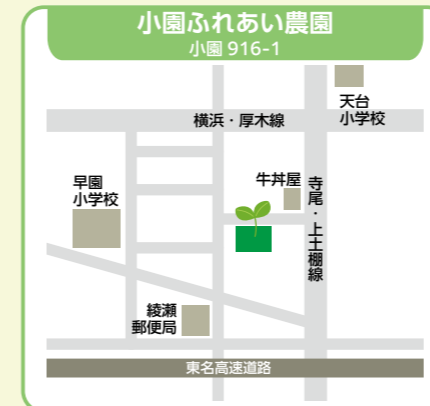 小園ふれあい農園
小園 916-1
天台
小学校
横浜・厚木線
早園
小学校
牛丼屋
寺尾・上土棚線
綾瀬
郵便局
東名高速道路